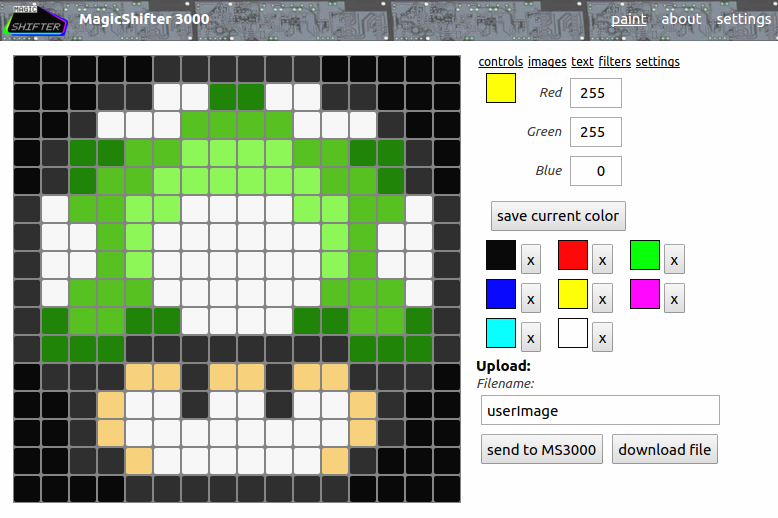 MAGIC
SHIFTER
MagicShifter 3000
paint about settings
controls images text filters settings
Red 255
Green 255
Blue 0
save current color
x x x
x x x
x x
Upload:
Filename:
userImage
send to MS3000 download file